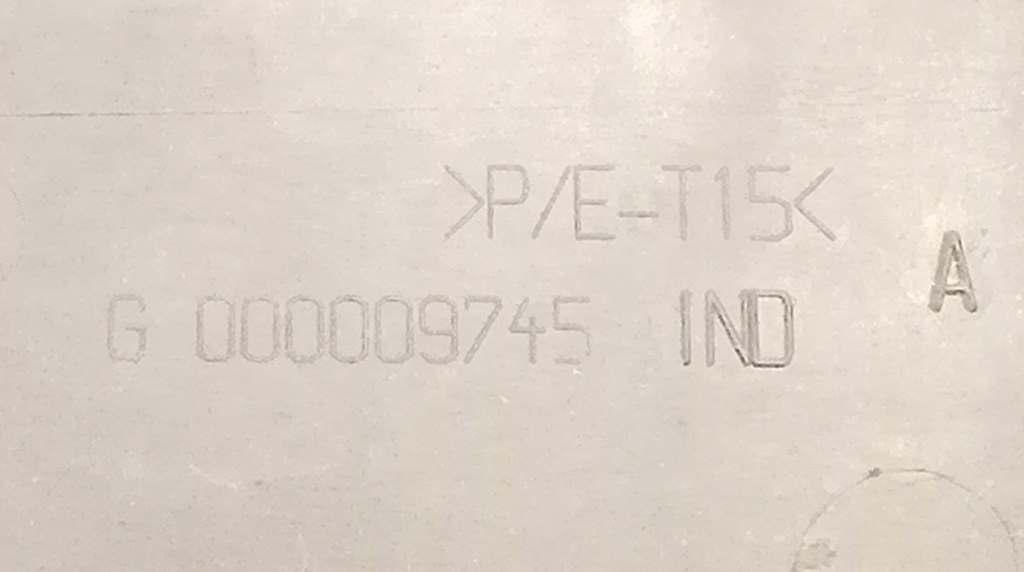 >P/E-T15<
G 000009745 IND
A